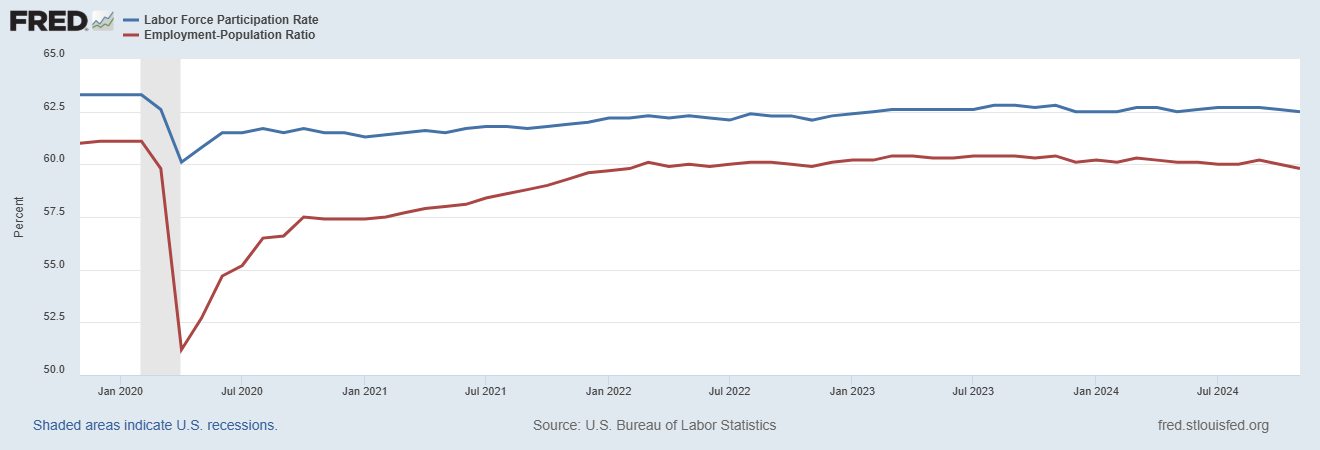 FRED
Labor Force Participation Rate
Employment-Population Ratio
65.0
62.5
60.0
57.5
55.0
52.5
50.0
Percent
Jan 2020 Jul 2020 Jan 2021 Jul 2021 Jan 2022 Jul 2022 Jan 2023 Jul 2023 Jan 2024 Jul 2024
Shaded areas indicate U.S. recessions. Source: U.S. Bureau of Labor Statistics fred.stlouisfed.org